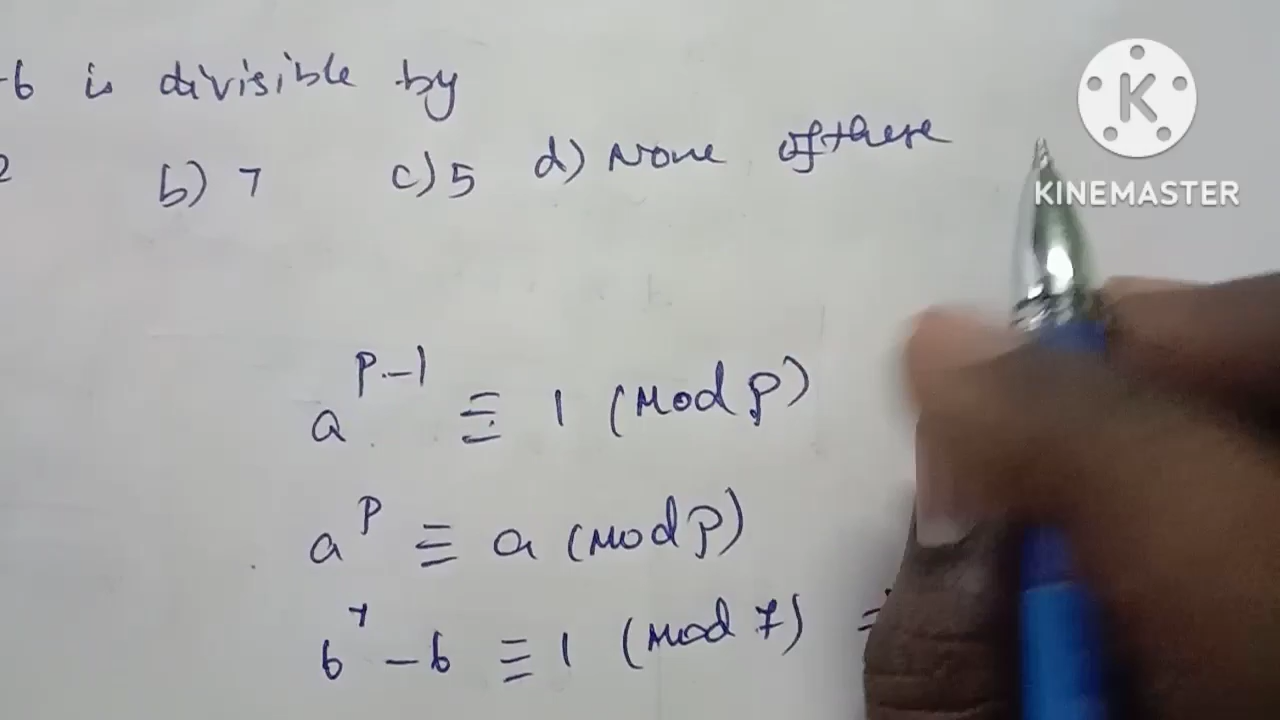 -6 is divisible by
2 b) 7 c) 5 d) None of these
K
KINEMASTER
a^{p-1} ≡ 1 (Mod p)
a^p ≡ a (Mod p)
6^7 - 6 ≡ 1 (Mod 7) =